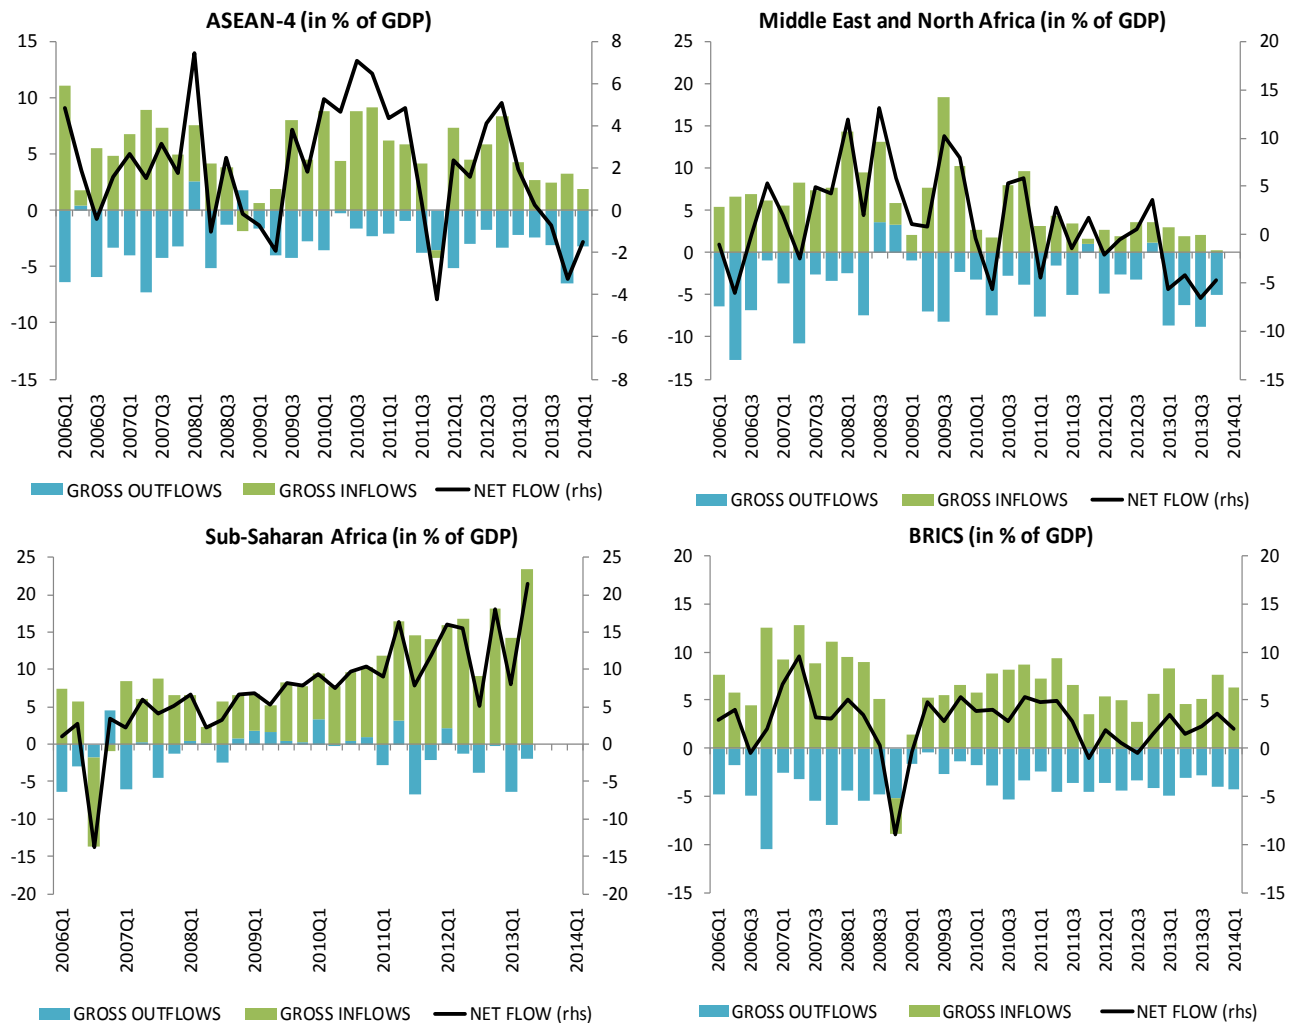 ASEAN-4 (in % of GDP)
15
10
5
0
-5
-10
-15
8
6
4
2
0
-2
-4
-6
-8
2006Q1
2006Q3
2007Q1
2007Q3
2008Q1
2008Q3
2009Q1
2009Q3
2010Q1
2010Q3
2011Q1
2011Q3
2012Q1
2012Q3
2013Q1
2013Q3
2014Q1
GROSS OUTFLOWS GROSS INFLOWS NET FLOW (rhs)
Middle East and North Africa (in % of GDP)
25
20
15
10
5
0
-5
-10
-15
20
15
10
5
0
-5
-10
-15
2006Q1
2006Q3
2007Q1
2007Q3
2008Q1
2008Q3
2009Q1
2009Q3
2010Q1
2010Q3
2011Q1
2011Q3
2012Q1
2012Q3
2013Q1
2013Q3
2014Q1
GROSS OUTFLOWS GROSS INFLOWS NET FLOW (rhs)
Sub-Saharan Africa (in % of GDP)
25
20
15
10
5
0
-5
-10
-15
-20
25
20
15
10
5
0
-5
-10
-15
-20
2006Q1
2007Q1
2008Q1
2009Q1
2010Q1
2011Q1
2012Q1
2013Q1
2014Q1
GROSS OUTFLOWS GROSS INFLOWS NET FLOW (rhs)
BRICS (in % of GDP)
20
15
10
5
0
-5
-10
-15
20
15
10
5
0
-5
-10
-15
2006Q1
2006Q3
2007Q1
2007Q3
2008Q1
2008Q3
2009Q1
2009Q3
2010Q1
2010Q3
2011Q1
2011Q3
2012Q1
2012Q3
2013Q1
2013Q3
2014Q1
GROSS OUTFLOWS GROSS INFLOWS NET FLOW (rhs)